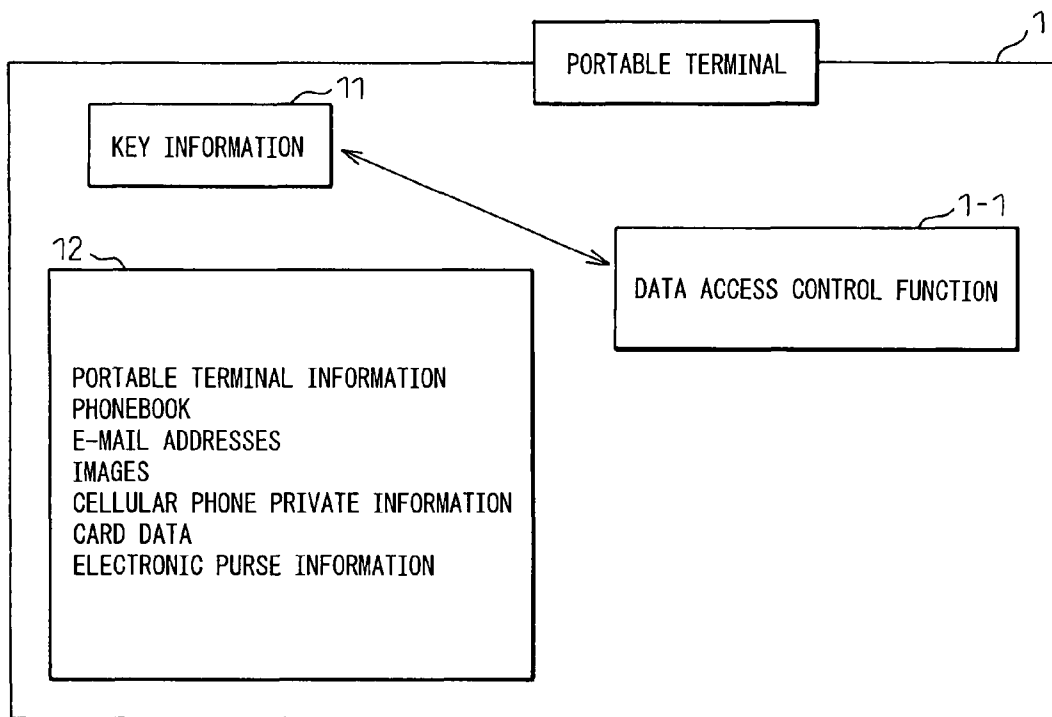 1
PORTABLE TERMINAL
11
KEY INFORMATION
1-1
DATA ACCESS CONTROL FUNCTION
12
PORTABLE TERMINAL INFORMATION
PHONEBOOK
E-MAIL ADDRESSES
IMAGES
CELLULAR PHONE PRIVATE INFORMATION
CARD DATA
ELECTRONIC PURSE INFORMATION